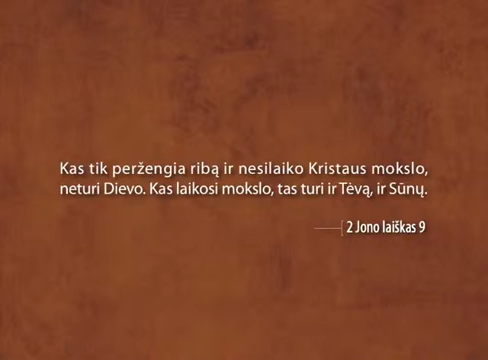 Kas tik peržengia ribą ir nesilaiko Kristaus mokslo,
neturi Dievo. Kas laikosi mokslo, tas turi ir Tėvą, ir Sūnų.
2 Jono laiškas 9